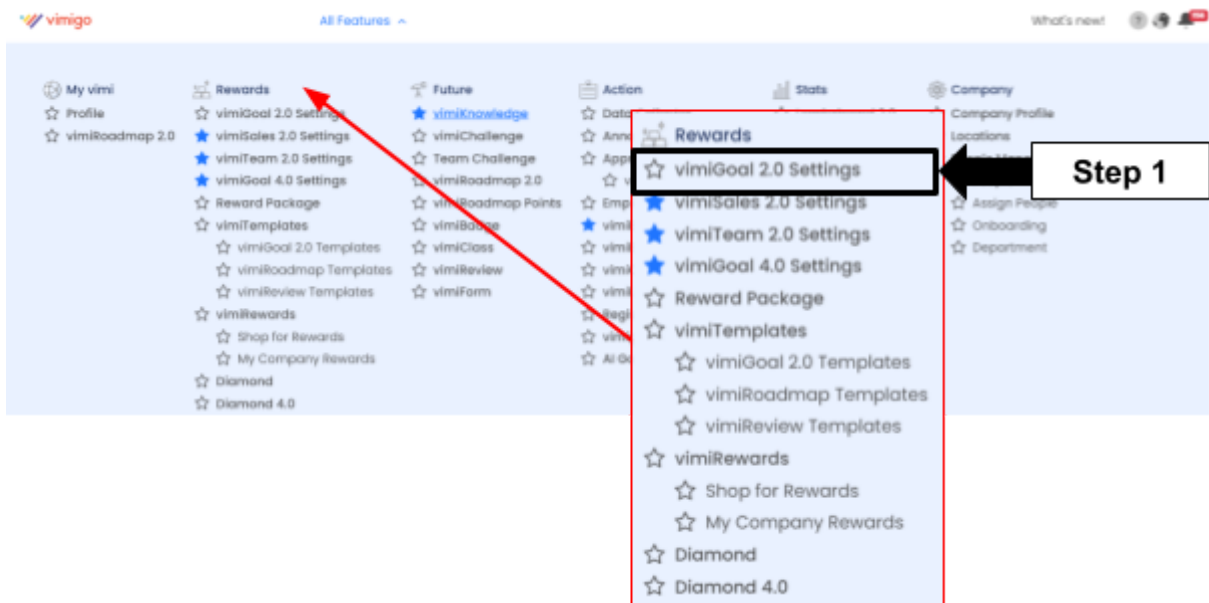 vimigo
All Features
What's new!
My vimi
Profile
vimiRoadmap 2.0
Rewards
vimiGoal 2.0 Settings
vimiSales 2.0 Settings
vimiTeam 2.0 Settings
vimiGoal 4.0 Settings
Reward Package
vimiTemplates
vimiGoal 2.0 Templates
vimiRoadmap Templates
vimiReview Templates
vimiRewards
Shop for Rewards
My Company Rewards
Diamond
Diamond 4.0
Future
vimiKnowledge
vimiChallenge
Team Challenge
vimiRoadmap 2.0
vimiRoadmap Points
vimiBadge
vimiClass
vimiReview
vimiForm
Action
Stats
Company
Company Profile
Locations
Assign People
Onboarding
Department
Rewards
vimiGoal 2.0 Settings
vimiSales 2.0 Settings
vimiTeam 2.0 Settings
vimiGoal 4.0 Settings
Reward Package
vimiTemplates
vimiGoal 2.0 Templates
vimiRoadmap Templates
vimiReview Templates
vimiRewards
Shop for Rewards
My Company Rewards
Diamond
Diamond 4.0
Step 1